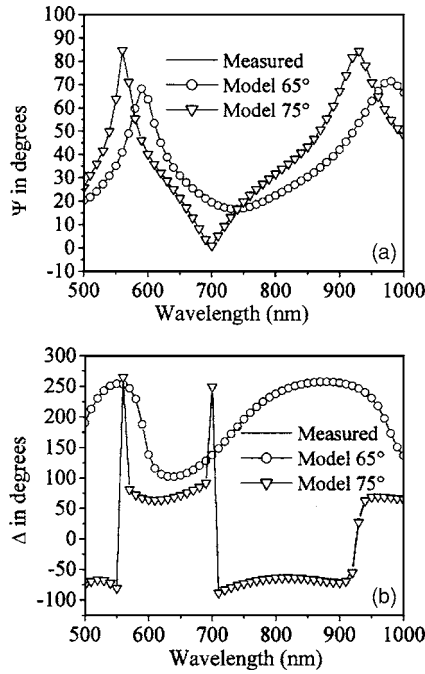 100
90
80
70
60
50
40
30
20
10
0
-10
Ψ in degrees
Measured
Model 65°
Model 75°
(a)
500 600 700 800 900 1000
Wavelength (nm)
300
250
200
150
100
50
0
-50
-100
Δ in degrees
Measured
Model 65°
Model 75°
(b)
500 600 700 800 900 1000
Wavelength (nm)